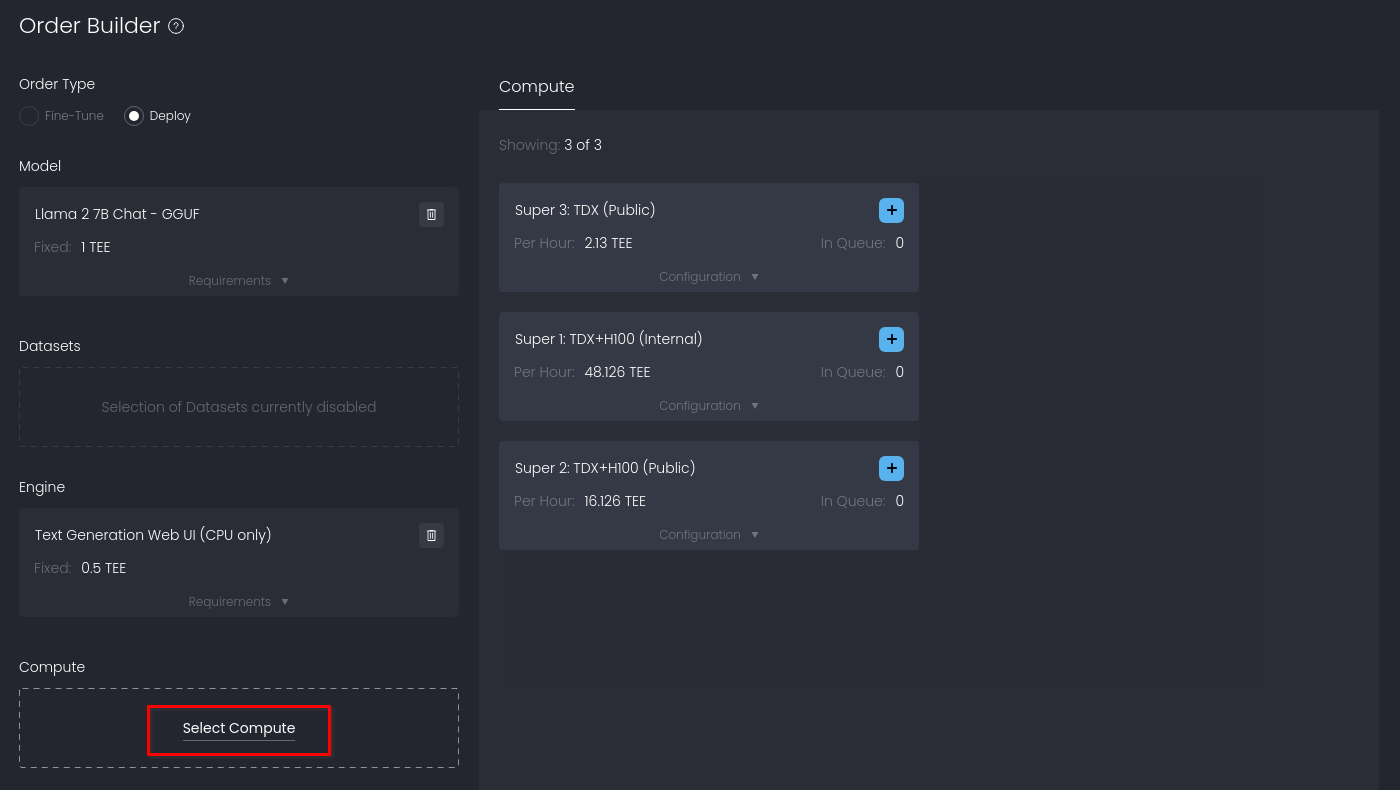 Order Builder ?
Order Type
Fine-Tune Deploy
Model
Llama 2 7B Chat - GGUF
Fixed: 1 TEE
Requirements
Datasets
Selection of Datasets currently disabled
Engine
Text Generation Web UI (CPU only)
Fixed: 0.5 TEE
Requirements
Compute
Select Compute
Compute
Showing: 3 of 3
Super 3: TDX (Public)
Per Hour: 2.13 TEE In Queue: 0
Configuration
Super 1: TDX+H100 (Internal)
Per Hour: 48.126 TEE In Queue: 0
Configuration
Super 2: TDX+H100 (Public)
Per Hour: 16.126 TEE In Queue: 0
Configuration